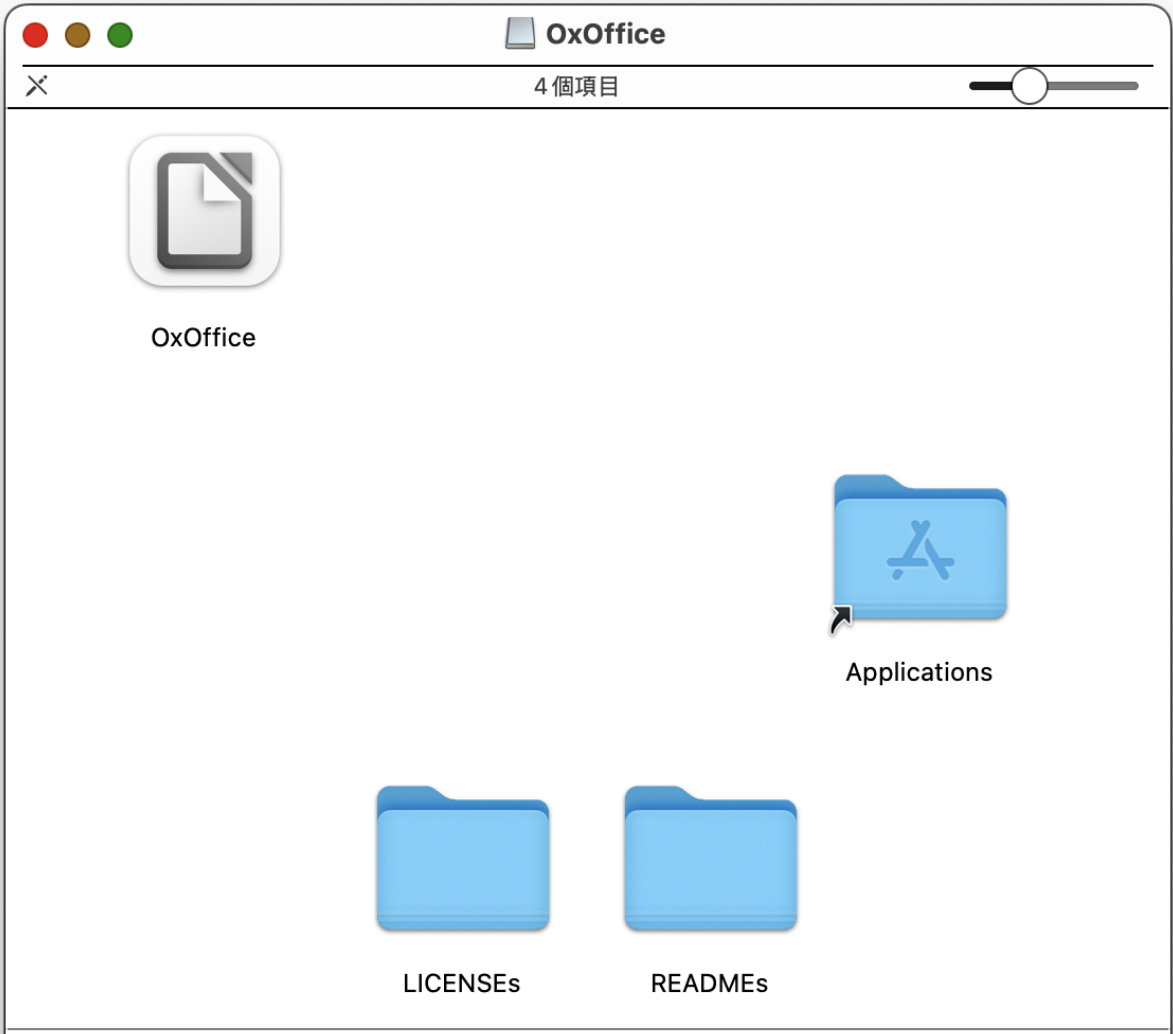 OxOffice
4個項目
OxOffice
Applications
LICENSEs
READMEs